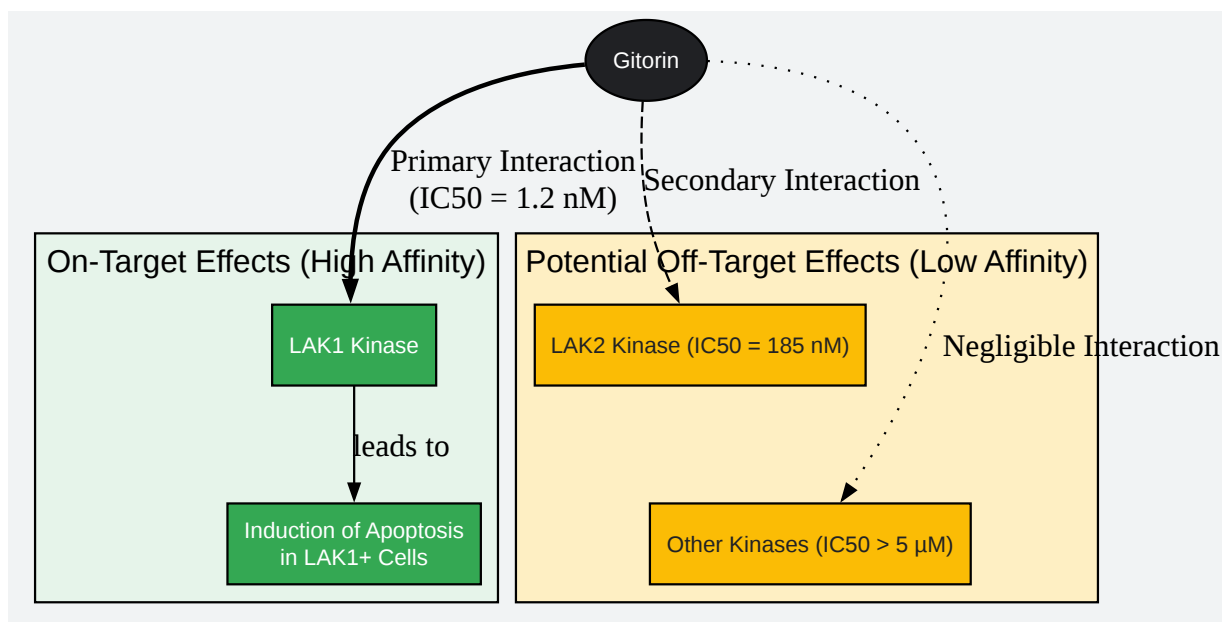 Gitorin
Primary Interaction
(IC50 = 1.2 nM)
Secondary Interaction
On-Target Effects (High Affinity)
Potential Off-Target Effects (Low Affinity)
LAK1 Kinase
LAK2 Kinase (IC50 = 185 nM)
Negligible Interaction
leads to
Induction of Apoptosis
in LAK1+ Cells
Other Kinases (IC50 > 5 µM)